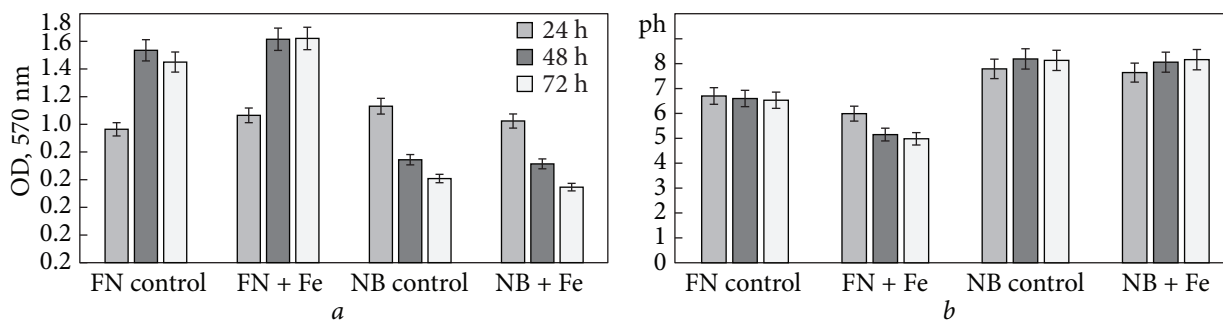 OD, 570 nm
1.8
1.6
1.4
1.2
1.0
0.2
0.2
0.2
0.2
0.2
24 h
48 h
72 h
FN control
FN + Fe
NB control
NB + Fe
a
ph
8
7
6
5
4
3
2
1
0
FN control
FN + Fe
NB control
NB + Fe
b